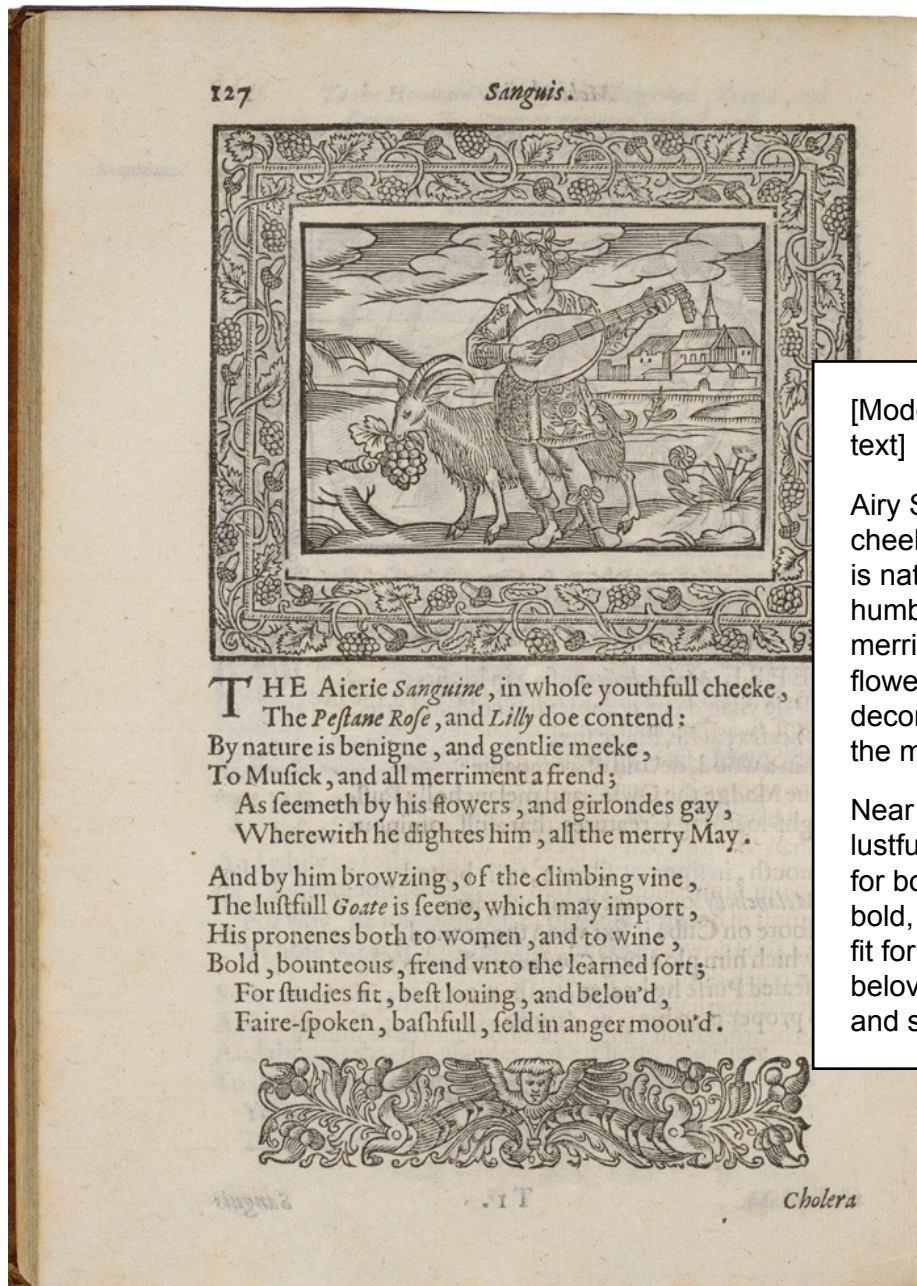 127 Sanguis.
THE Aierie Sanguine, in whoſe youthfull cheeke,
The Peſtane Roſe, and Lilly doe contend:
By nature is benigne, and gentlie meeke,
To Muſick, and all merriment a frend;
As ſeemeth by his flowers, and girlondes gay,
Wherewith he dightes him, all the merry May.
And by him browzing, of the climbing vine,
The luſtfull Goate is ſeene, which may import,
His pronenes both to women, and to wine,
Bold, bounteous, frend vnto the learned ſort;
For ſtudies fit, beſt louing, and belou'd,
Faire-ſpoken, baſhfull, ſeld in anger moou'd.
Cholera
[Mod
text]
Airy S
chee
is nat
humb
merri
flowe
deco
the m
Near
lustfu
for bo
bold,
fit for
belov
and s